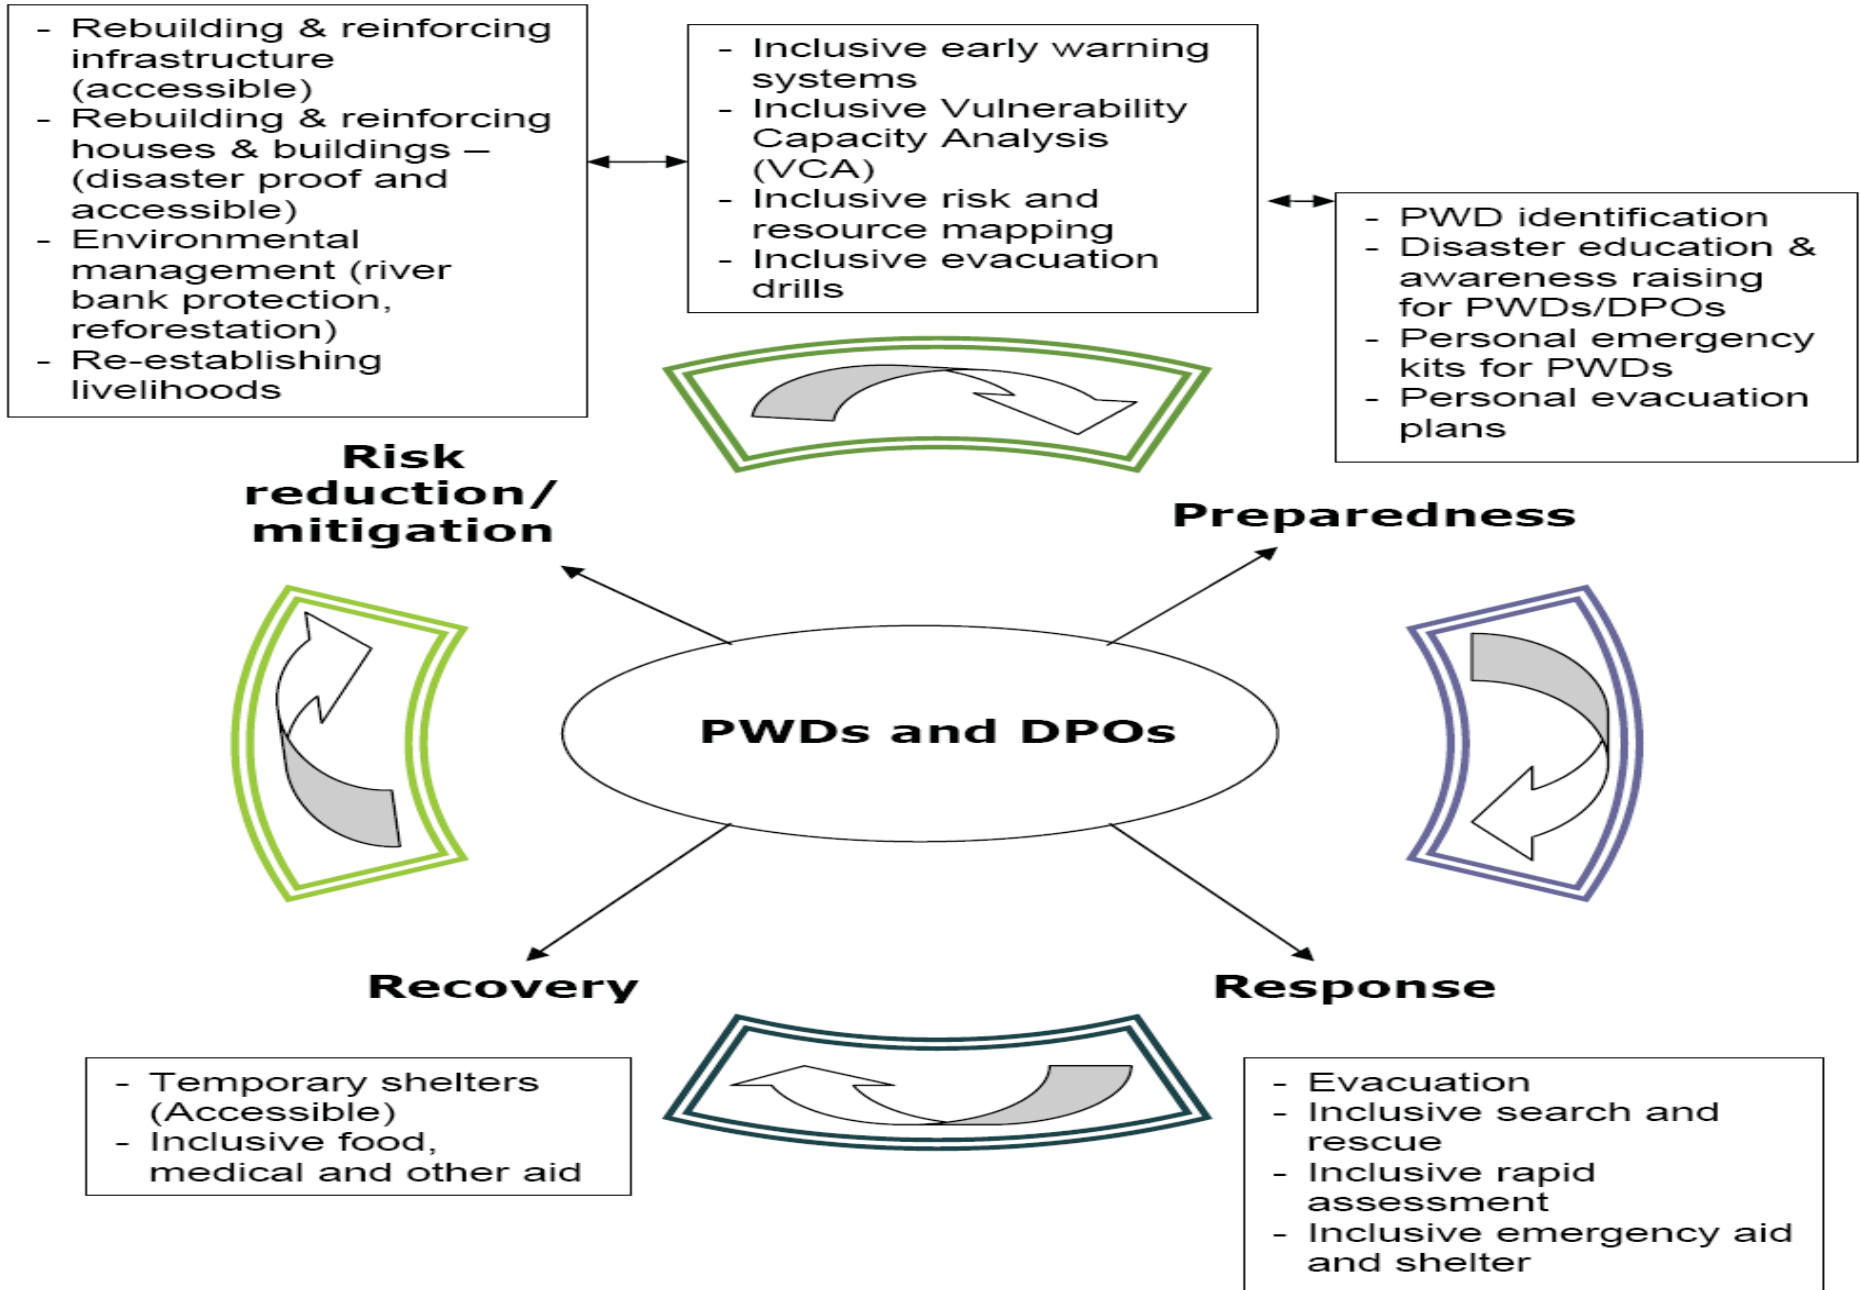 - Rebuilding & reinforcing
infrastructure
(accessible)
- Rebuilding & reinforcing
houses & buildings –
(disaster proof and
accessible)
- Environmental
management (river
bank protection,
reforestation)
- Re-establishing
livelihoods
- Inclusive early warning
systems
- Inclusive Vulnerability
Capacity Analysis
(VCA)
- Inclusive risk and
resource mapping
- Inclusive evacuation
drills
- PWD identification
- Disaster education &
awareness raising
for PWDs/DPOs
- Personal emergency
kits for PWDs
- Personal evacuation
plans
Risk
reduction/
mitigation
Preparedness
PWDs and DPOs
Recovery
Response
- Temporary shelters
(Accessible)
- Inclusive food,
medical and other aid
- Evacuation
- Inclusive search and
rescue
- Inclusive rapid
assessment
- Inclusive emergency aid
and shelter